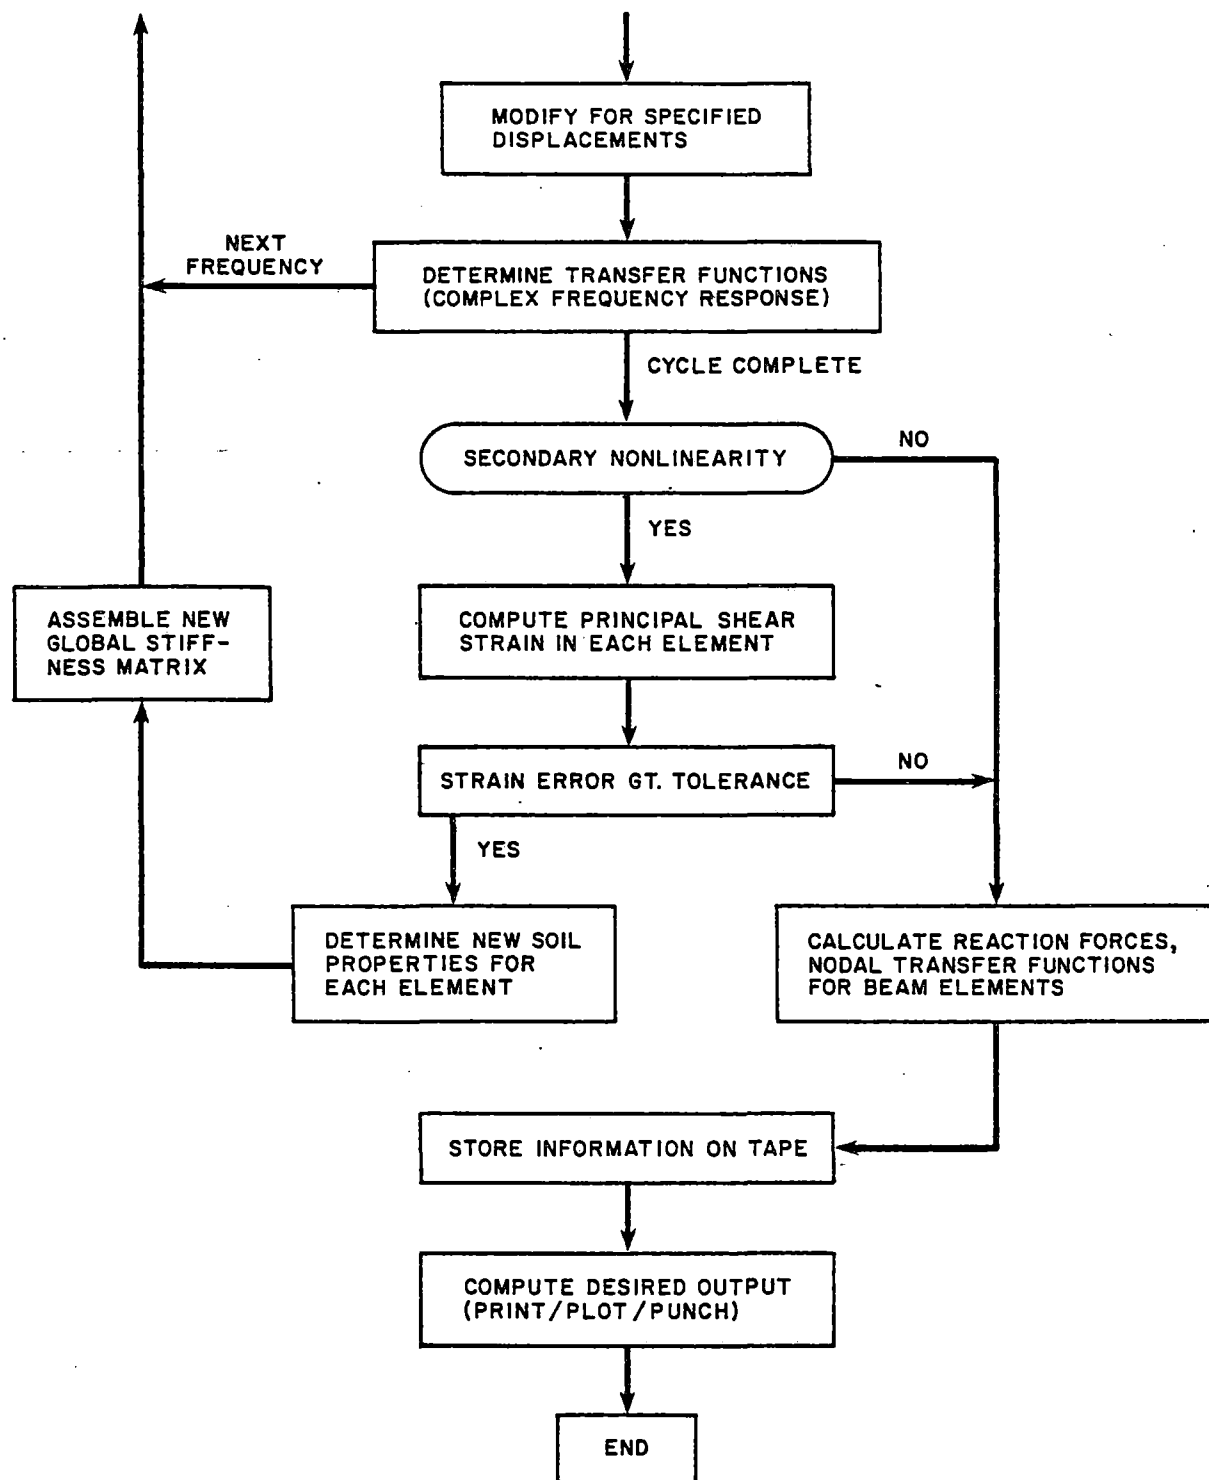 MODIFY FOR SPECIFIED
DISPLACEMENTS
NEXT
FREQUENCY
DETERMINE TRANSFER FUNCTIONS
(COMPLEX FREQUENCY RESPONSE)
CYCLE COMPLETE
SECONDARY NONLINEARITY
NO
YES
ASSEMBLE NEW
GLOBAL STIFF-
NESS MATRIX
COMPUTE PRINCIPAL SHEAR
STRAIN IN EACH ELEMENT
STRAIN ERROR GT. TOLERANCE
NO
YES
DETERMINE NEW SOIL
PROPERTIES FOR
EACH ELEMENT
CALCULATE REACTION FORCES,
NODAL TRANSFER FUNCTIONS
FOR BEAM ELEMENTS
STORE INFORMATION ON TAPE
COMPUTE DESIRED OUTPUT
(PRINT/PLOT/PUNCH)
END